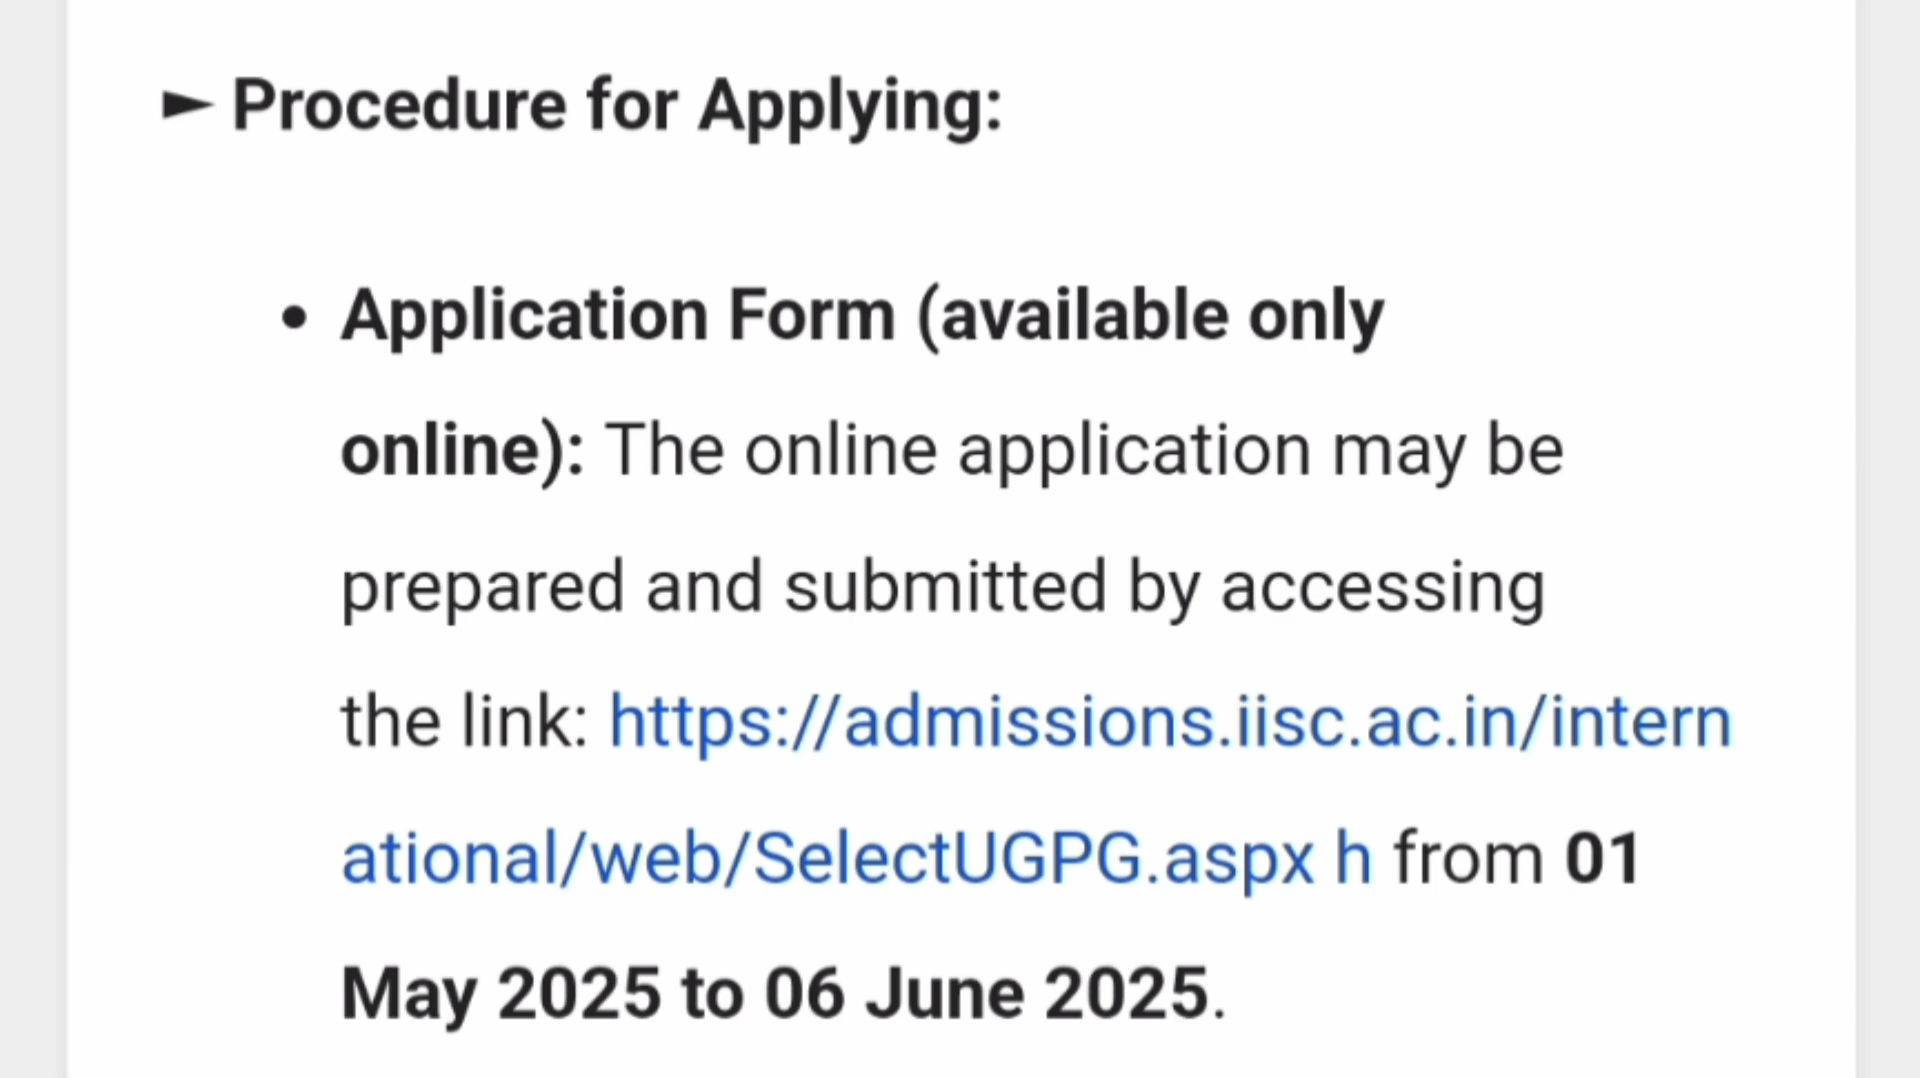 ► Procedure for Applying:
• Application Form (available only
online): The online application may be
prepared and submitted by accessing
the link: https://admissions.iisc.ac.in/intern
ational/web/SelectUGPG.aspx h from 01
May 2025 to 06 June 2025.